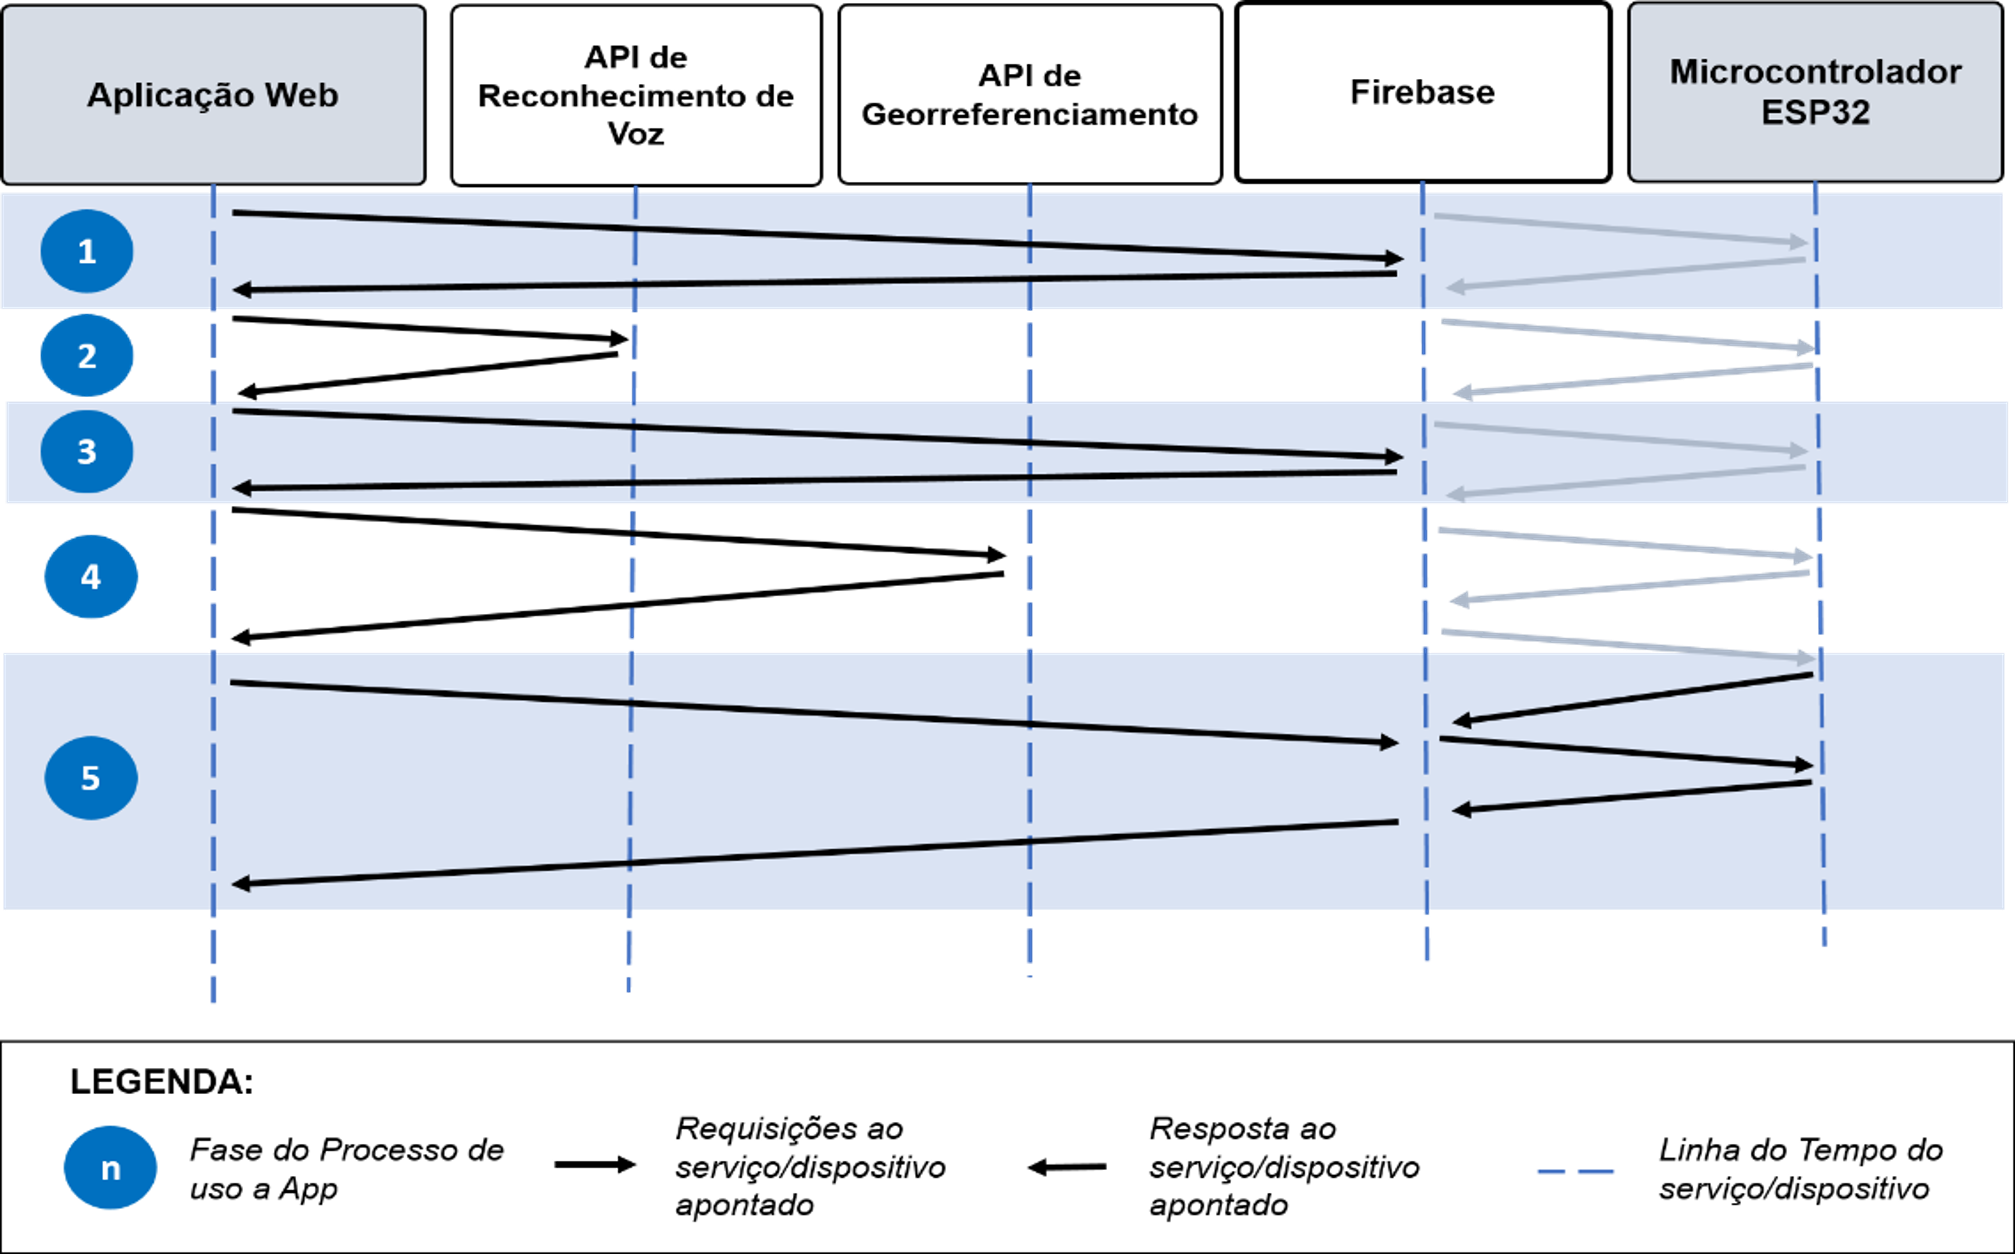 Aplicação Web
API de
Reconhecimento de
Voz
API de
Georreferenciamento
Firebase
Microcontrolador
ESP32
1
2
3
4
5
LEGENDA:
n
Fase do Processo de
uso a App
Requisições ao
serviço/dispositivo
apontado
Resposta ao
serviço/dispositivo
apontado
Linha do Tempo do
serviço/dispositivo